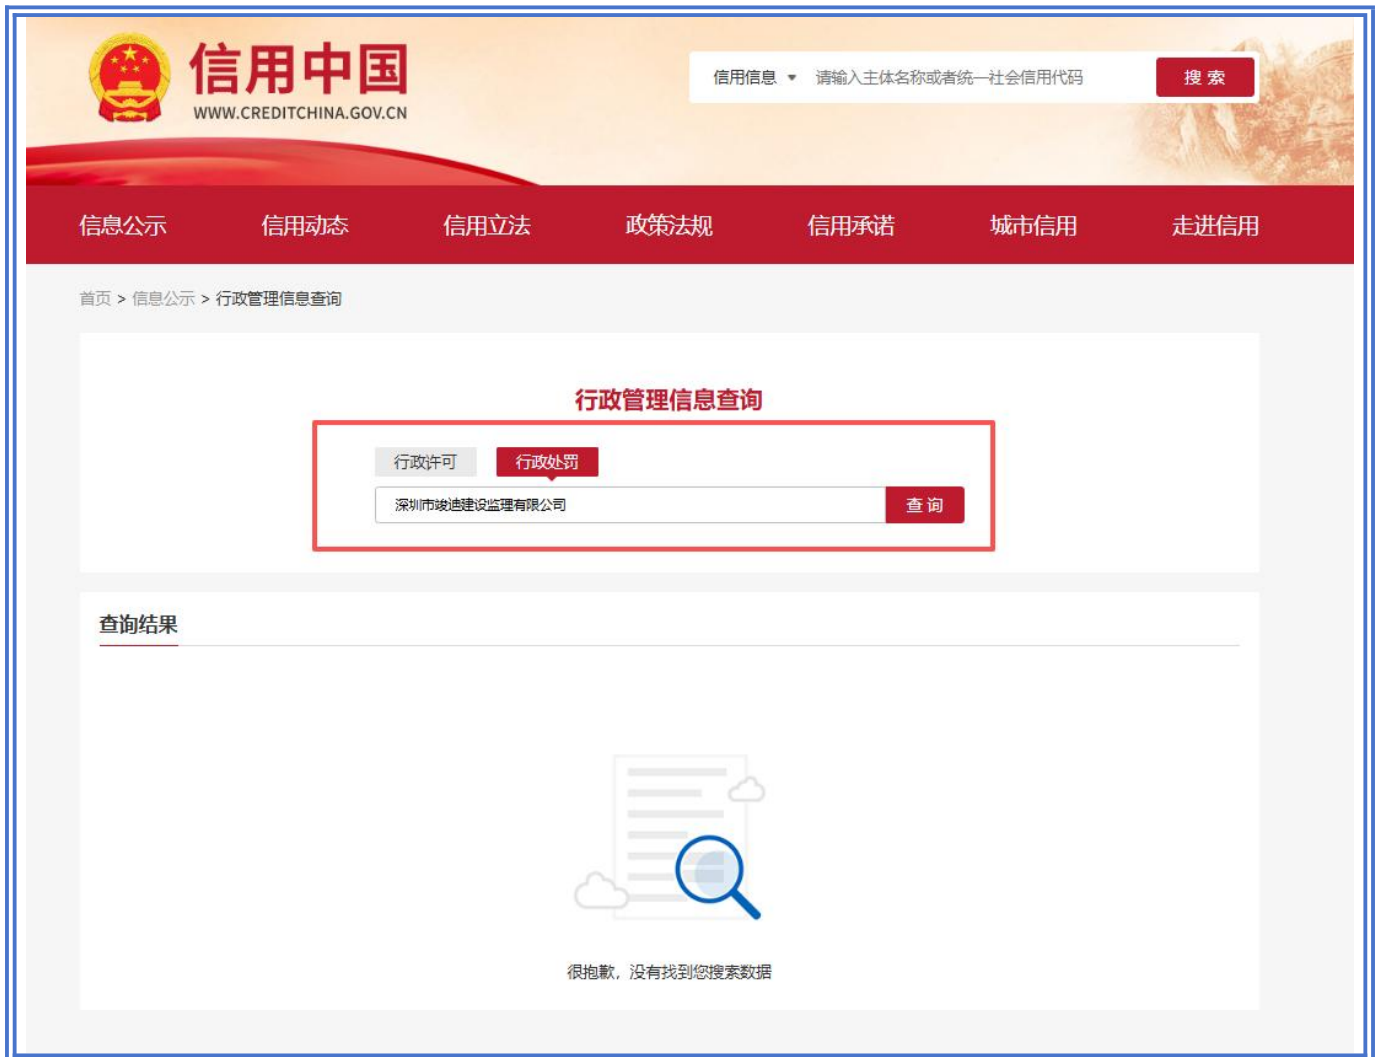 信用中国
WWW.CREDITCHINA.GOV.CN
信用信息 请输入主体名称或者统一社会信用代码 搜索
信息公示 信用动态 信用立法 政策法规 信用承诺 城市信用 走进信用
首页 > 信息公示 > 行政管理信息查询
行政管理信息查询
行政许可 行政处罚
深圳市竣迪建设监理有限公司 查询
查询结果
很抱歉，没有找到您搜索数据